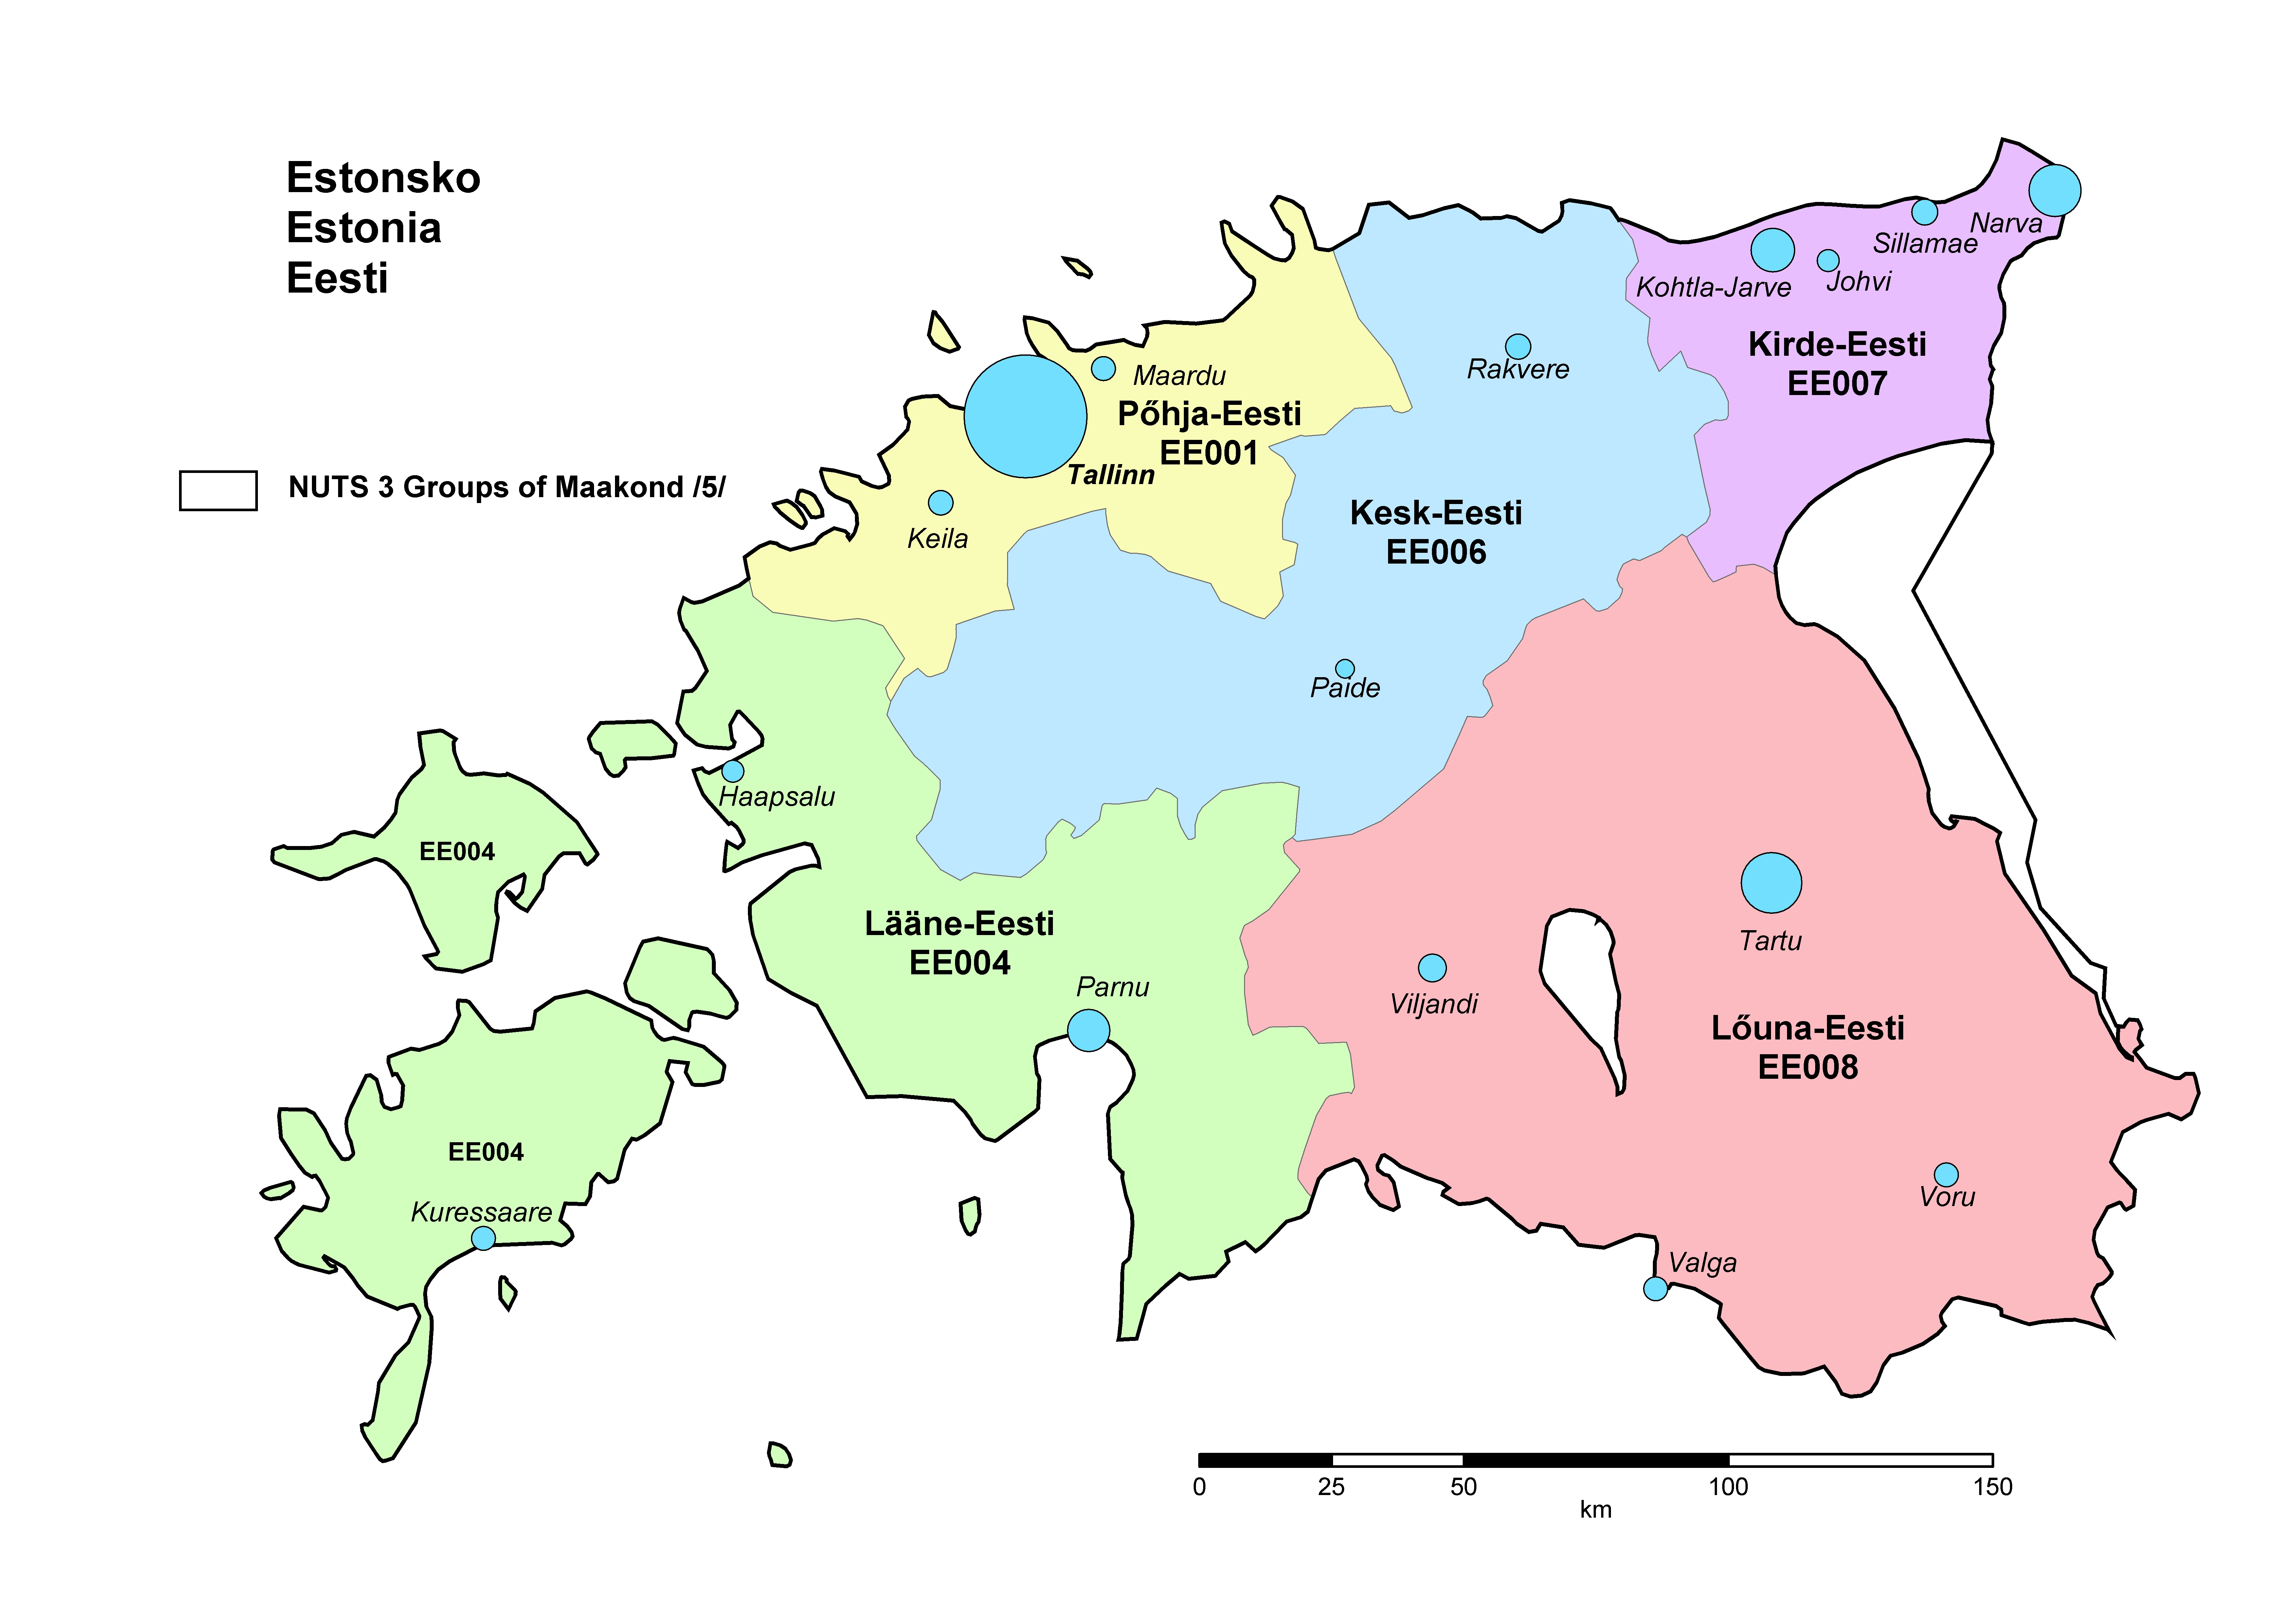 Estonsko
Estonia
Eesti
NUTS 3 Groups of Maakond /5/
Narva
Sillamae
Kohtla-Jarve
Johvi
Kirde-Eesti
EE007
Rakvere
Maardu
Pőhja-Eesti
EE001
Tallinn
Keila
Kesk-Eesti
EE006
Paide
Haapsalu
EE004
Lääne-Eesti
EE004
Parnu
Tartu
Viljandi
Lőuna-Eesti
EE008
EE004
Kuressaare
Voru
Valga
0 25 50 100 150
km